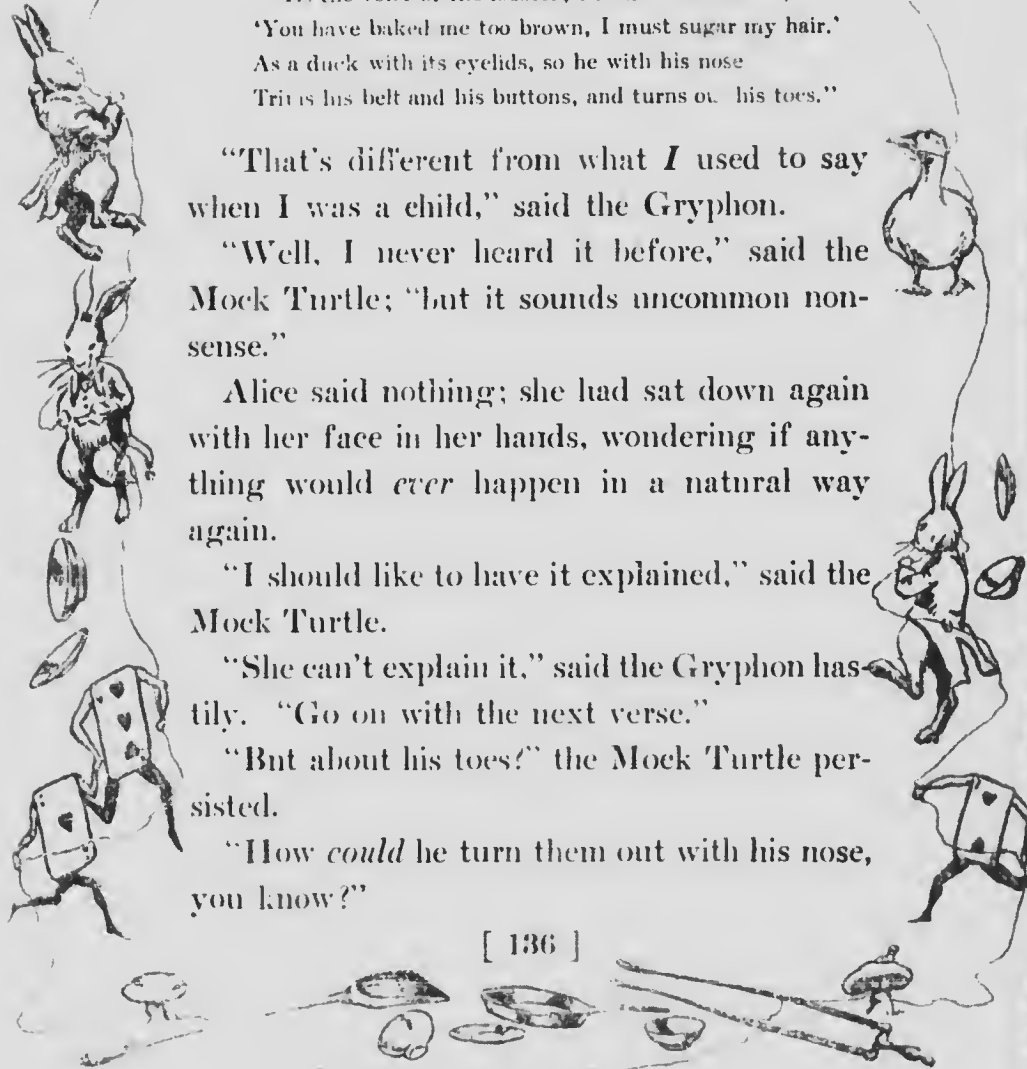 'You have baked me too brown, I must sugar my hair.'
As a duck with its eyelids, so he with his nose
his belt and his buttons, and turns his toes."
"That's different from what I used to say
when I was a child," said the Gryphon.
"Well, I never heard it before," said the
Mock Turtle; "but it sounds uncommon non-
sense."
Alice said nothing; she had sat down again
with her face in her hands, wondering if any-
thing would ever happen in a natural way
again.
"I should like to have it explained," said the
Mock Turtle.
"She can't explain it," said the Gryphon has-
tily. "Go on with the next verse."
"But about his toes?" the Mock Turtle per-
sisted.
"How could he turn them out with his nose,
you know?"
[ 136 ]